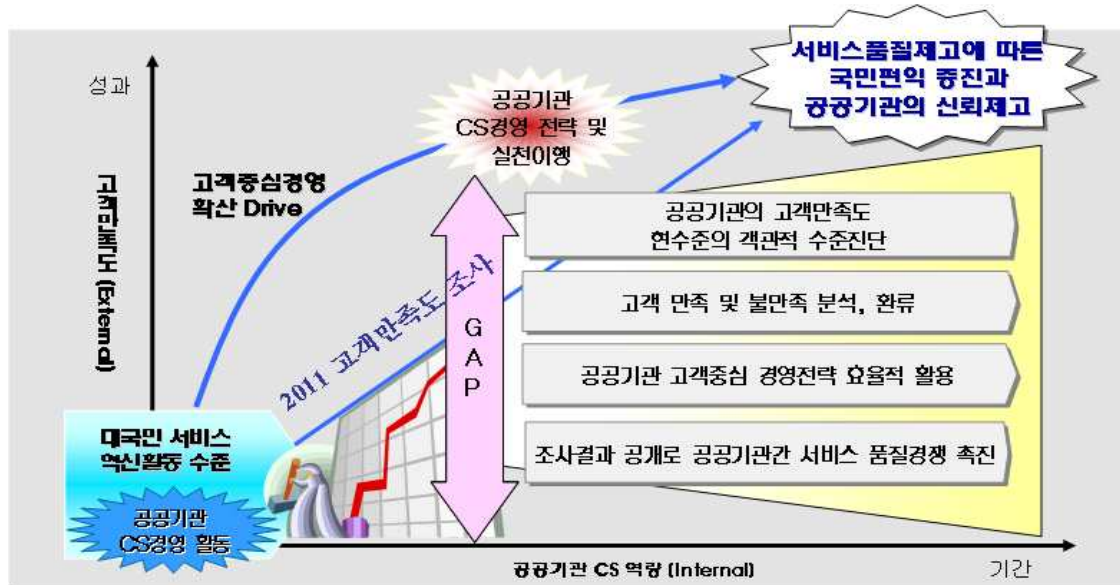 서비스품질제고에 따른
국민편익 증진과
공공기관의 신뢰제고
성과
공공기관
CS경영 전략 및
실천이행
고객중심경영
확산 Drive
고객만족도 (External)
2011 고객만족도 조사
GAP
공공기관의 고객만족도
현수준의 객관적 수준진단
고객 만족 및 불만족 분석, 환류
공공기관 고객중심 경영전략 효율적 활용
조사결과 공개로 공공기관간 서비스 품질경쟁 촉진
대국민 서비스
혁신활동 수준
공공기관
CS경영 활동
공공기관 CS 역량 (Internal)
기간